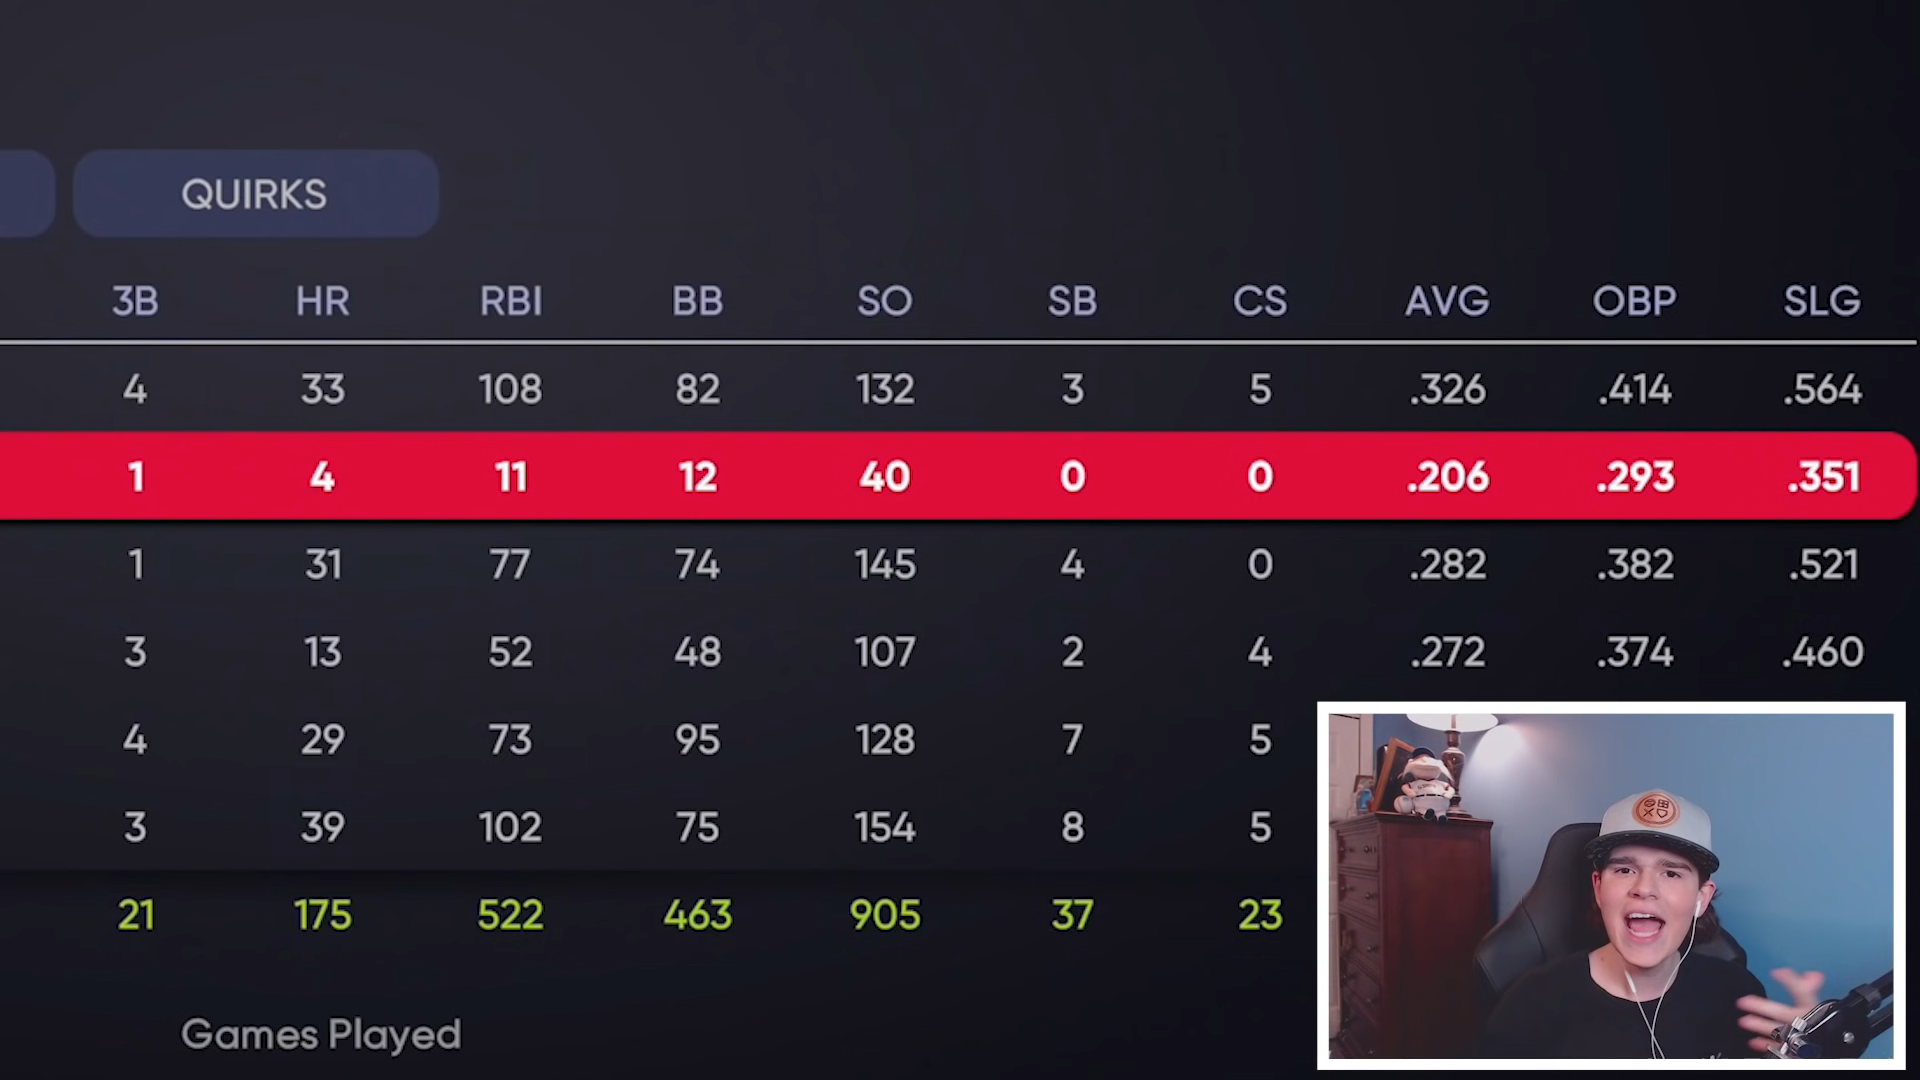 QUIRKS
3B HR RBI BB SO SB CS AVG OBP SLG
4 33 108 82 132 3 5 .326 .414 .564
1 4 11 12 40 0 0 .206 .293 .351
1 31 77 74 145 4 0 .282 .382 .521
3 13 52 48 107 2 4 .272 .374 .460
4 29 73 95 128 7 5
3 39 102 75 154 8 5
21 175 522 463 905 37 23
Games Played